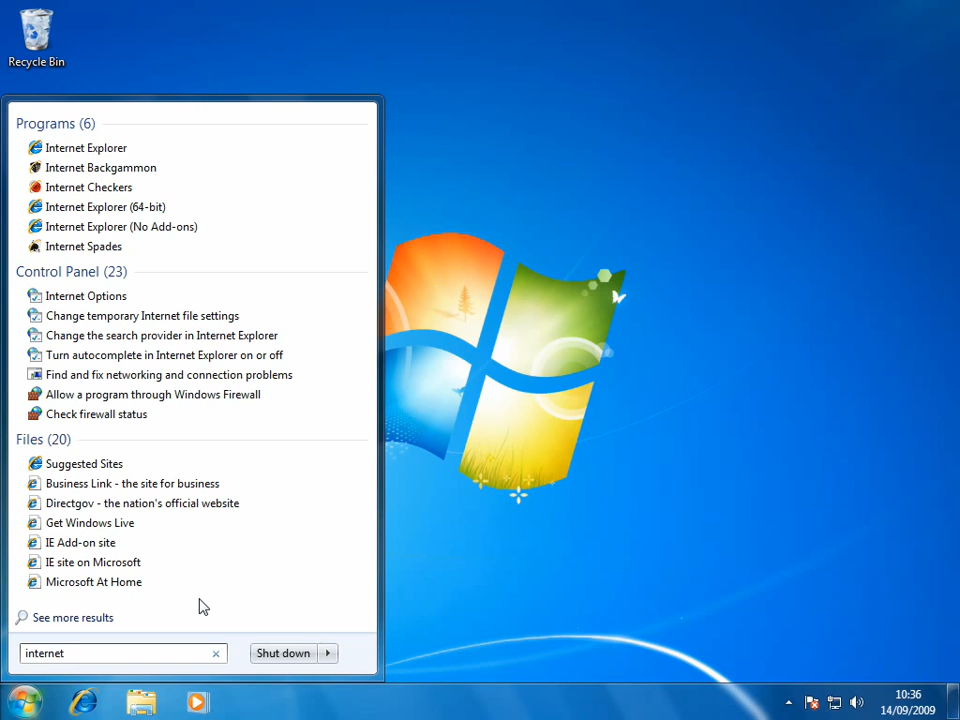 Recycle Bin
Programs (6)
Internet Explorer
Internet Backgammon
Internet Checkers
Internet Explorer (64-bit)
Internet Explorer (No Add-ons)
Internet Spades
Control Panel (23)
Internet Options
Change temporary Internet file settings
Change the search provider in Internet Explorer
Turn autocomplete in Internet Explorer on or off
Find and fix networking and connection problems
Allow a program through Windows Firewall
Check firewall status
Files (20)
Suggested Sites
Business Link - the site for business
Directgov - the nation's official website
Get Windows Live
IE Add-on site
IE site on Microsoft
Microsoft At Home
See more results
internet
Shut down
10:36
14/09/2009